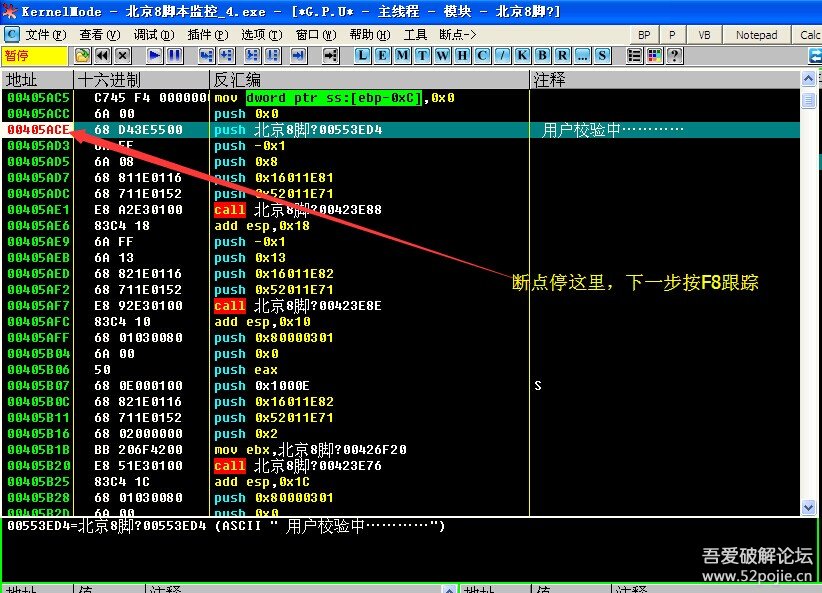 KernelMode - 北京8脚本监控_4.exe - [*G.P.U* - 主线程 - 模块 - 北京8脚?]
C 文件(F) 查看(V) 调试(D) 插件(P) 选项(T) 窗口(W) 帮助(H) 工具 断点-> BP P VB Notepad Calc
暂停 L E M T W H C / K B R ... S ?
地址 十六进制 反汇编 注释
00405AC5 C745 F4 0000000 mov dword ptr ss:[ebp-0xC],0x0
00405ACC 6A 00 push 0x0
00405ACE 68 D43E5500 push 北京8脚?00553ED4 用户校验中…………
00405AD3 6A FF push -0x1
00405AD5 6A 08 push 0x8
00405AD7 68 811E0116 push 0x16011E81
00405ADC 68 711E0152 push 0x52011E71
00405AE1 E8 A2E30100 call 北京8脚?00423E88
00405AE6 83C4 18 add esp,0x18
00405AE9 6A FF push -0x1
00405AEB 6A 13 push 0x13
00405AED 68 821E0116 push 0x16011E82
00405AF2 68 711E0152 push 0x52011E71
断点停这里，下一步按F8跟踪
00405AF7 E8 92E30100 call 北京8脚?00423E8E
00405AFC 83C4 10 add esp,0x10
00405AFF 68 01030080 push 0x80000301
00405B04 6A 00 push 0x0
00405B06 50 push eax
00405B07 68 0E000100 push 0x1000E S
00405B0C 68 821E0116 push 0x16011E82
00405B11 68 711E0152 push 0x52011E71
00405B16 68 02000000 push 0x2
00405B1B BB 206F4200 mov ebx,北京8脚?00426F20
00405B20 E8 51E30100 call 北京8脚?00423E76
00405B25 83C4 1C add esp,0x1C
00405B28 68 01030080 push 0x80000301
00405B2D 6A 00 push 0x0
00553ED4=北京8脚?00553ED4 (ASCII " 用户校验中…………")
吾爱破解论坛
www.52pojie.cn
地址 值 注释 地址 值 注释